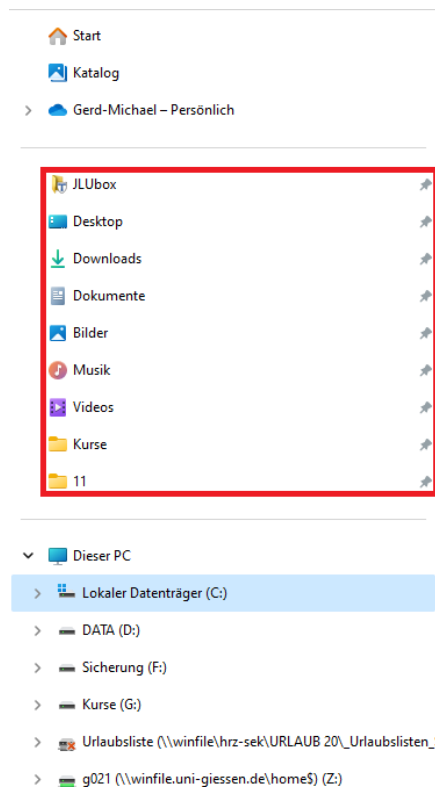 Start
Katalog
Gerd-Michael – Persönlich
JLUbox
Desktop
Downloads
Dokumente
Bilder
Musik
Videos
Kurse
11
Dieser PC
Lokaler Datenträger (C:)
DATA (D:)
Sicherung (F:)
Kurse (G:)
Urlaubsliste (\\winfile\hrz-sek\URLAUB 20\_Urlaubslisten_
g021 (\\winfile.uni-giessen.de\home$) (Z:)